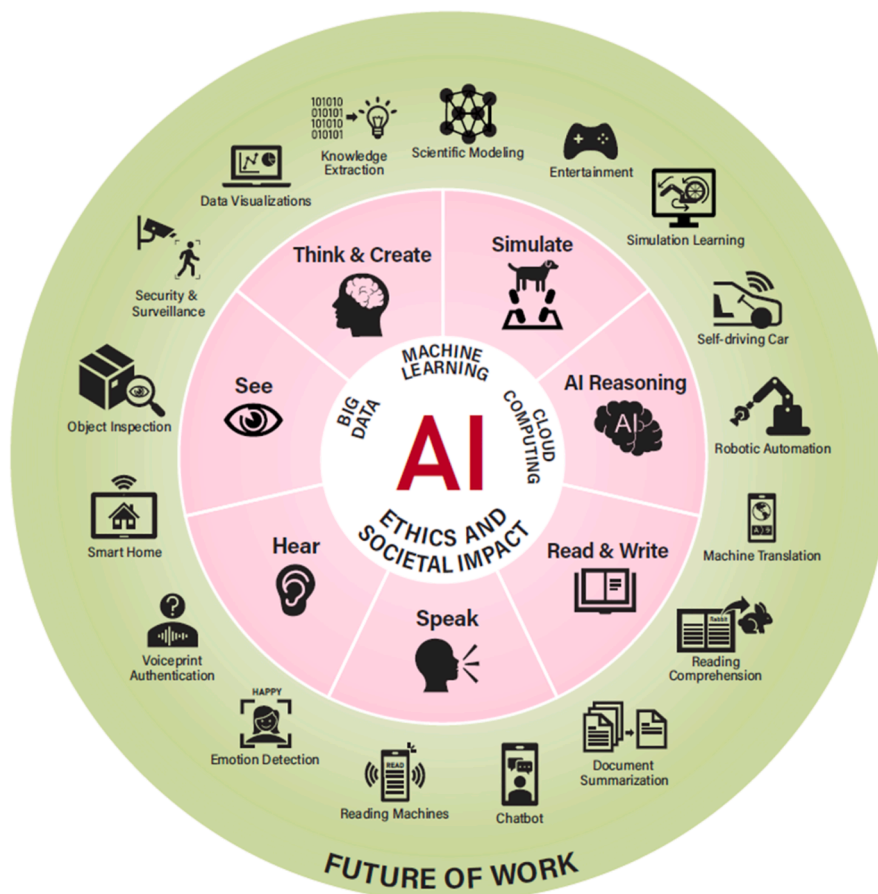 101010
010101
101010
010101
Knowledge
Extraction
Scientific Modeling
Entertainment
Simulation Learning
Self-driving Car
Robotic Automation
Machine Translation
Rabbit
Reading
Comprehension
Document
Summarization
Chatbot
READ
Reading Machines
HAPPY
Emotion Detection
?
Voiceprint
Authentication
Smart Home
Object Inspection
Security &
Surveillance
Data Visualizations
Think & Create
Simulate
AI Reasoning
AI
Read & Write
Speak
Hear
See
BIG
DATA
MACHINE
LEARNING
CLOUD
COMPUTING
AI
ETHICS AND
SOCIETAL IMPACT
FUTURE OF WORK